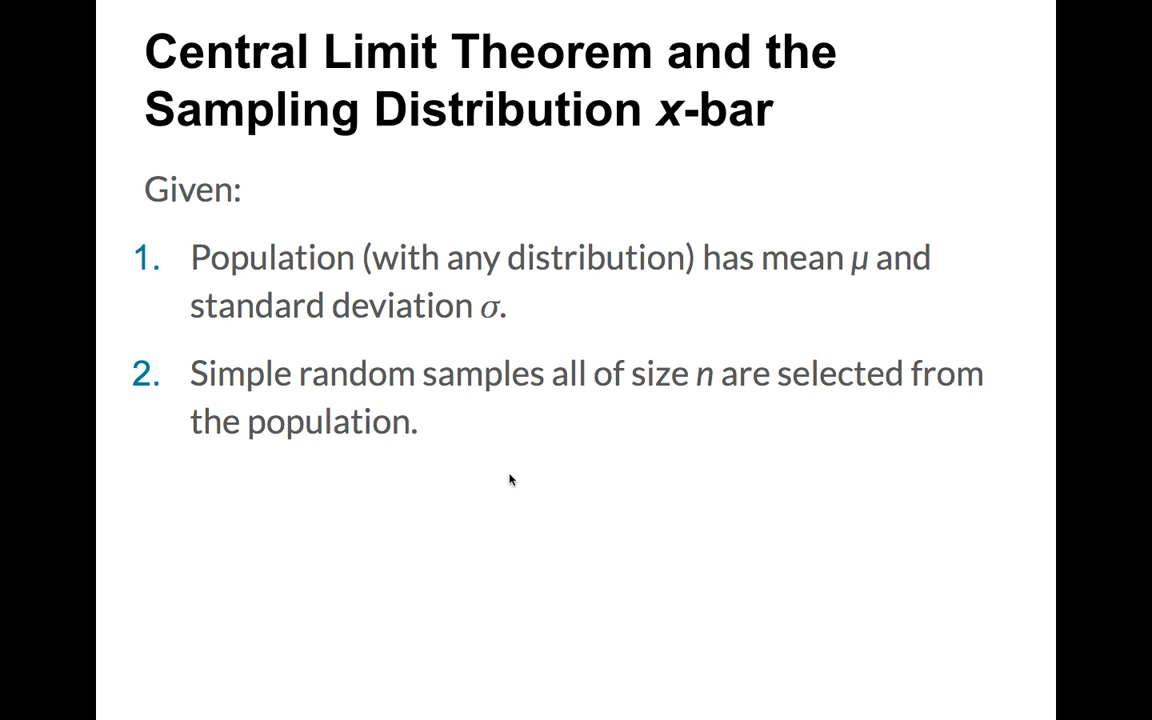 Central Limit Theorem and the
Sampling Distribution x-bar
Given:
1. Population (with any distribution) has mean μ and
standard deviation σ.
2. Simple random samples all of size n are selected from
the population.